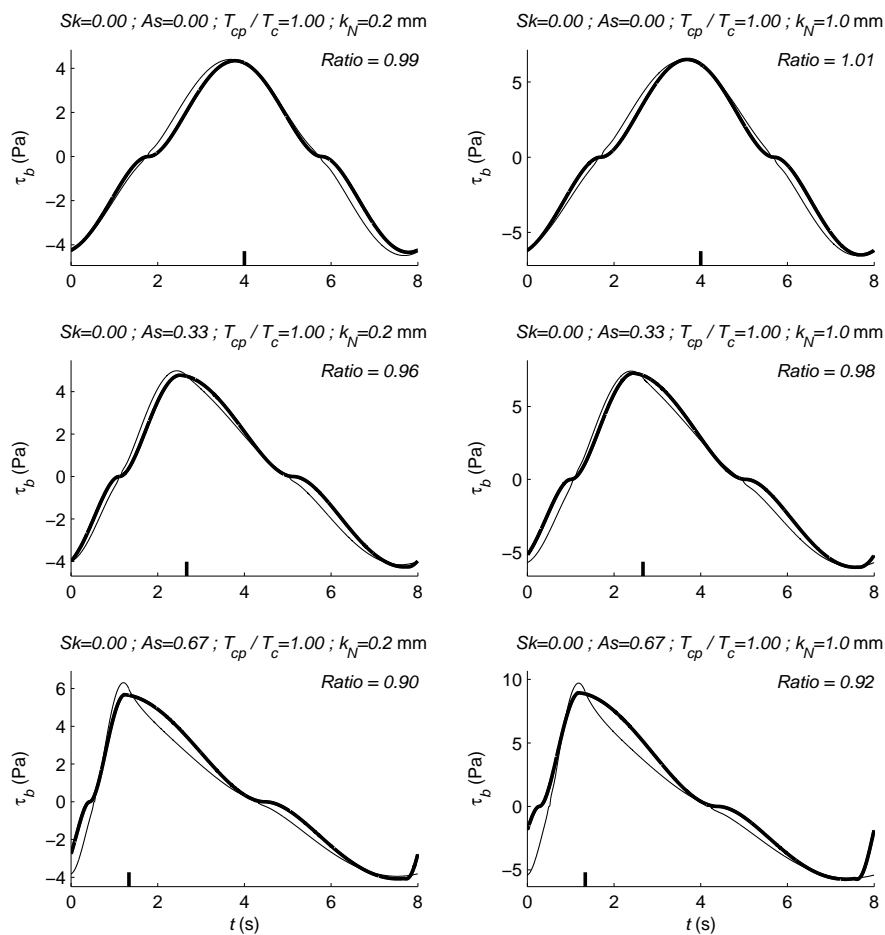 Sk=0.00 ; As=0.00 ; T_cp / T_c=1.00 ; k_N=0.2 mm
Ratio = 0.99
τ_b (Pa)
4
2
0
−2
−4
0 2 4 6 8
Sk=0.00 ; As=0.00 ; T_cp / T_c=1.00 ; k_N=1.0 mm
Ratio = 1.01
τ_b (Pa)
5
0
−5
0 2 4 6 8
Sk=0.00 ; As=0.33 ; T_cp / T_c=1.00 ; k_N=0.2 mm
Ratio = 0.96
τ_b (Pa)
4
2
0
−2
−4
0 2 4 6 8
Sk=0.00 ; As=0.33 ; T_cp / T_c=1.00 ; k_N=1.0 mm
Ratio = 0.98
τ_b (Pa)
5
0
−5
0 2 4 6 8
Sk=0.00 ; As=0.67 ; T_cp / T_c=1.00 ; k_N=0.2 mm
Ratio = 0.90
τ_b (Pa)
6
4
2
0
−2
−4
0 2 4 6 8
t (s)
Sk=0.00 ; As=0.67 ; T_cp / T_c=1.00 ; k_N=1.0 mm
Ratio = 0.92
τ_b (Pa)
10
5
0
−5
0 2 4 6 8
t (s)